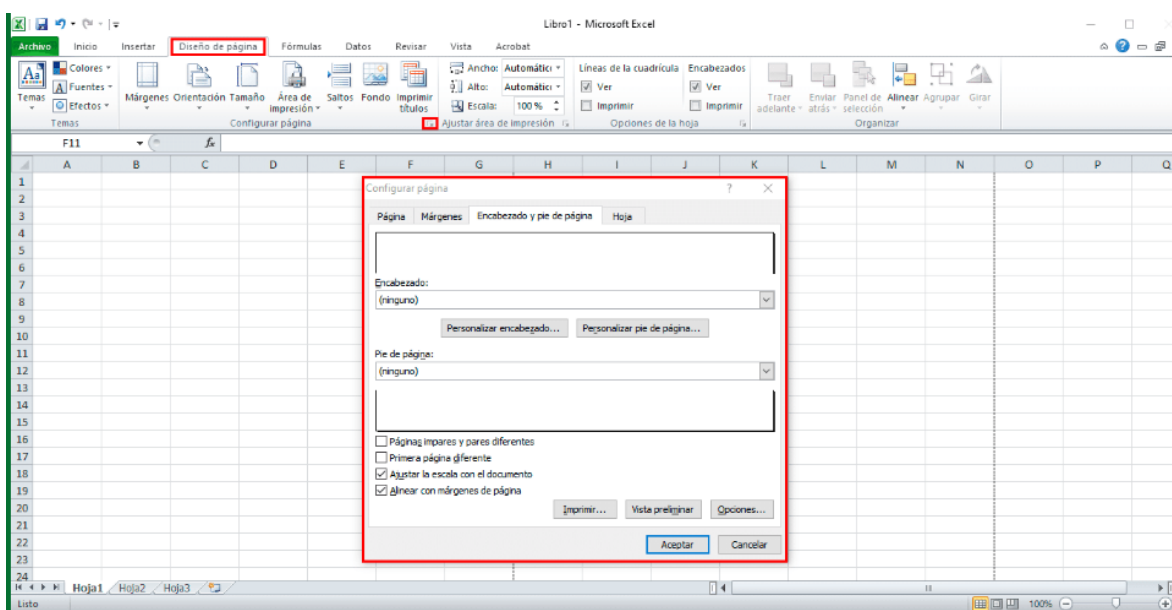 Libro1 - Microsoft Excel
Archivo Inicio Insertar Diseño de página Fórmulas Datos Revisar Vista Acrobat
Colores Ancho: Automátic Líneas de la cuadrícula Encabezados
Fuentes Alto: Automátic Ver Ver
Temas Efectos Márgenes Orientación Tamaño Área de impresión Saltos Fondo Imprimir títulos Escala: 100 % Imprimir Imprimir Traer adelante Enviar atrás Panel de selección Alinear Agrupar Girar
Temas Configurar página Ajustar área de impresión Opciones de la hoja Organizar
F11 fx
A B C D E F G H I J K L M N O P Q
1
2
3
4
5
6
7
8
9
10
11
12
13
14
15
16
17
18
19
20
21
22
23
24
Configurar página ?
Página Márgenes Encabezado y pie de página Hoja
Encabezado:
(ninguno)
Personalizar encabezado... Personalizar pie de página...
Pie de página:
(ninguno)
Páginas impares y pares diferentes
Primera página diferente
Ajustar la escala con el documento
Alinear con márgenes de página
Imprimir... Vista preliminar Opciones...
Aceptar Cancelar
Hoja1 Hoja2 Hoja3
Listo 100%